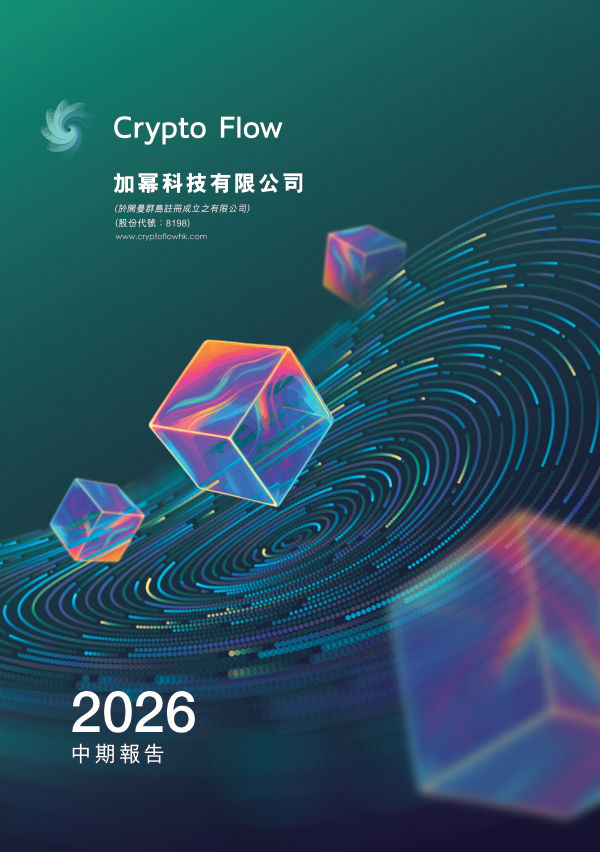 Crypto Flow
加冪科技有限公司
(於開曼群島註冊成立之有限公司)
(股份代號：8198)
www.cryptoflowhk.com
2026
中期報告